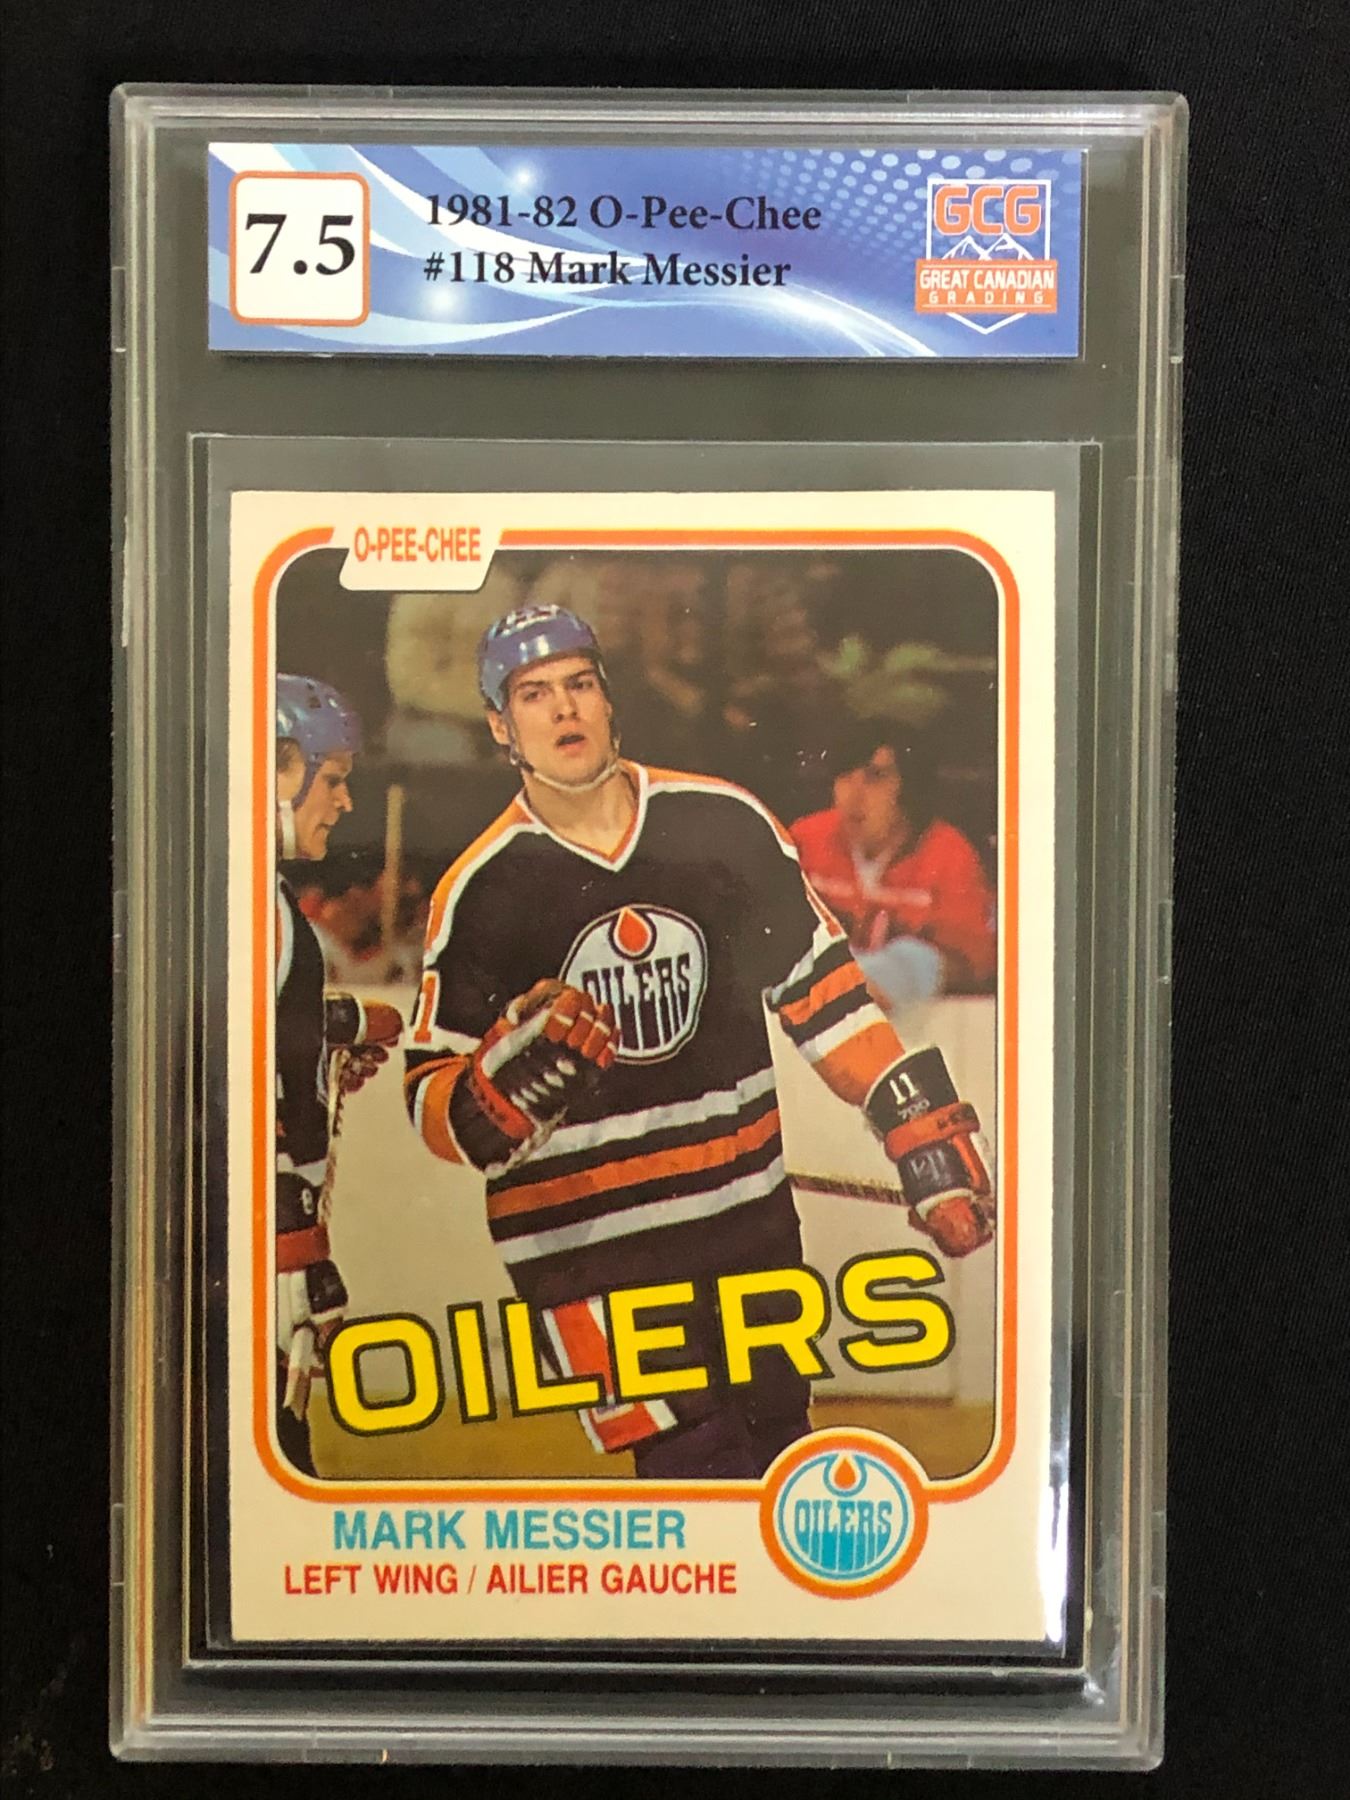 7.5
1981-82 O-Pee-Chee
#118 Mark Messier
GCG
GREAT CANADIAN
GRADING
O-PEE-CHEE
OILERS
1
11
OILERS
OILERS
MARK MESSIER
LEFT WING / AILIER GAUCHE